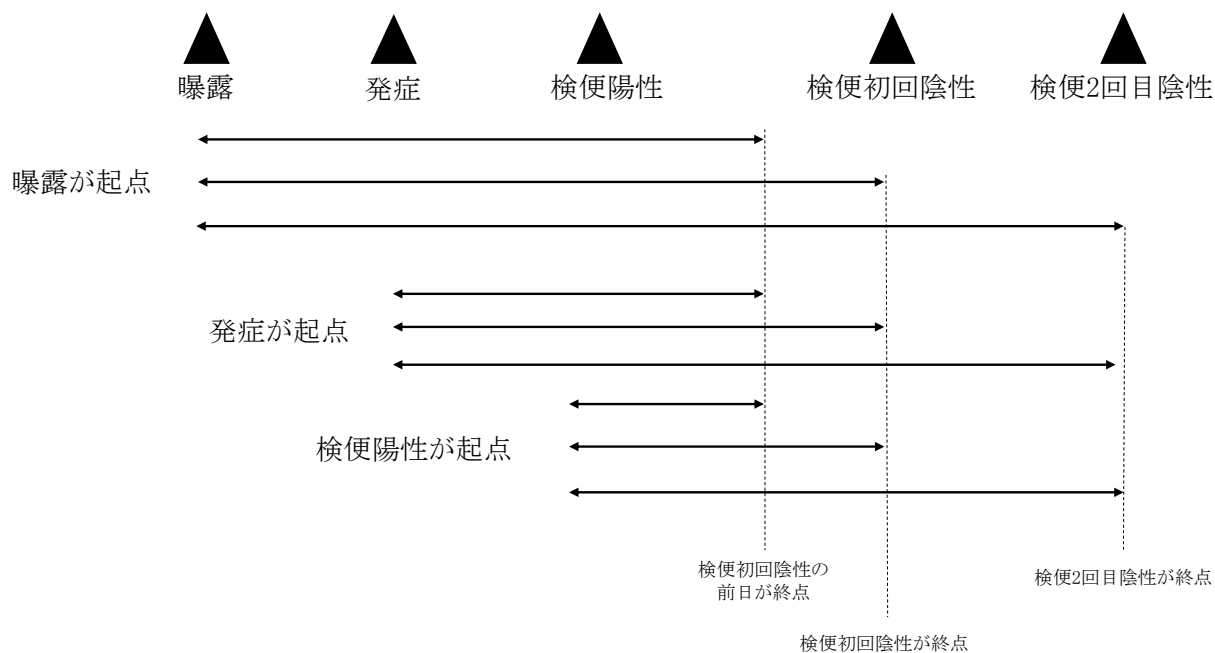 曝露
発症
検便陽性
検便初回陰性
検便2回目陰性
曝露が起点
発症が起点
検便陽性が起点
検便初回陰性の
前日が終点
検便2回目陰性が終点
検便初回陰性が終点